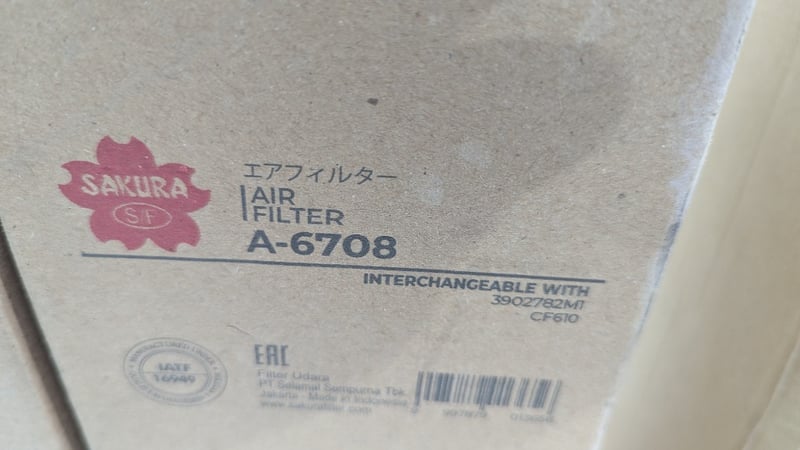 SAKURA
S/F
エアフィルター
AIR
FILTER
A-6708
INTERCHANGEABLE WITH
3902782M1
CF610
IATF
16949
EAC
Filter Udara
PT Selamat Sempurna Tbk.
Jakarta - Made in Indonesia
www.sakurafilter.com